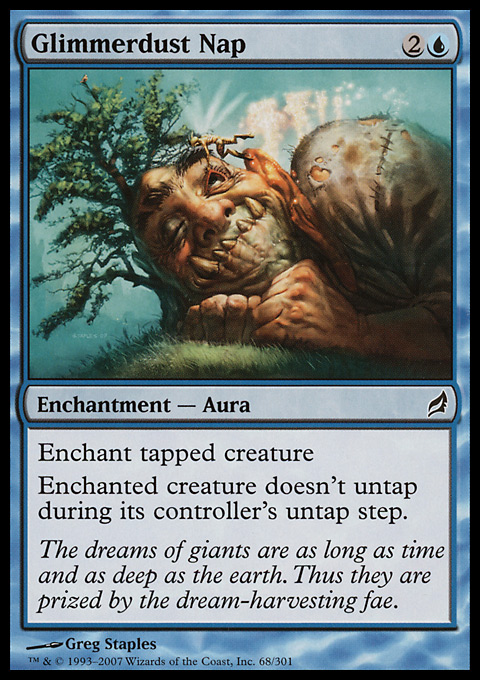 Glimmerdust Nap 2
Enchantment — Aura
Enchant tapped creature
Enchanted creature doesn't untap
during its controller's untap step.
The dreams of giants are as long as time
and as deep as the earth. Thus they are
prized by the dream-harvesting fae.
Greg Staples
™ & © 1993–2007 Wizards of the Coast, Inc. 68/301